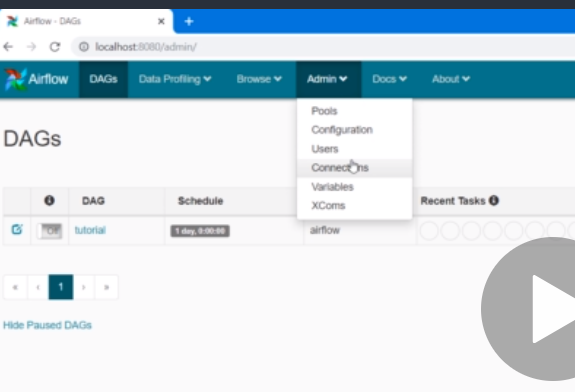 Airflow - DAGs
localhost:8080/admin/
Airflow DAGs Data Profiling Browse Admin Docs About
Pools
Configuration
Users
Connections
Variables
XComs
DAGs
DAG Schedule Recent Tasks
Off tutorial 1 day, 0:00:00 airflow
« ‹ 1 › »
Hide Paused DAGs